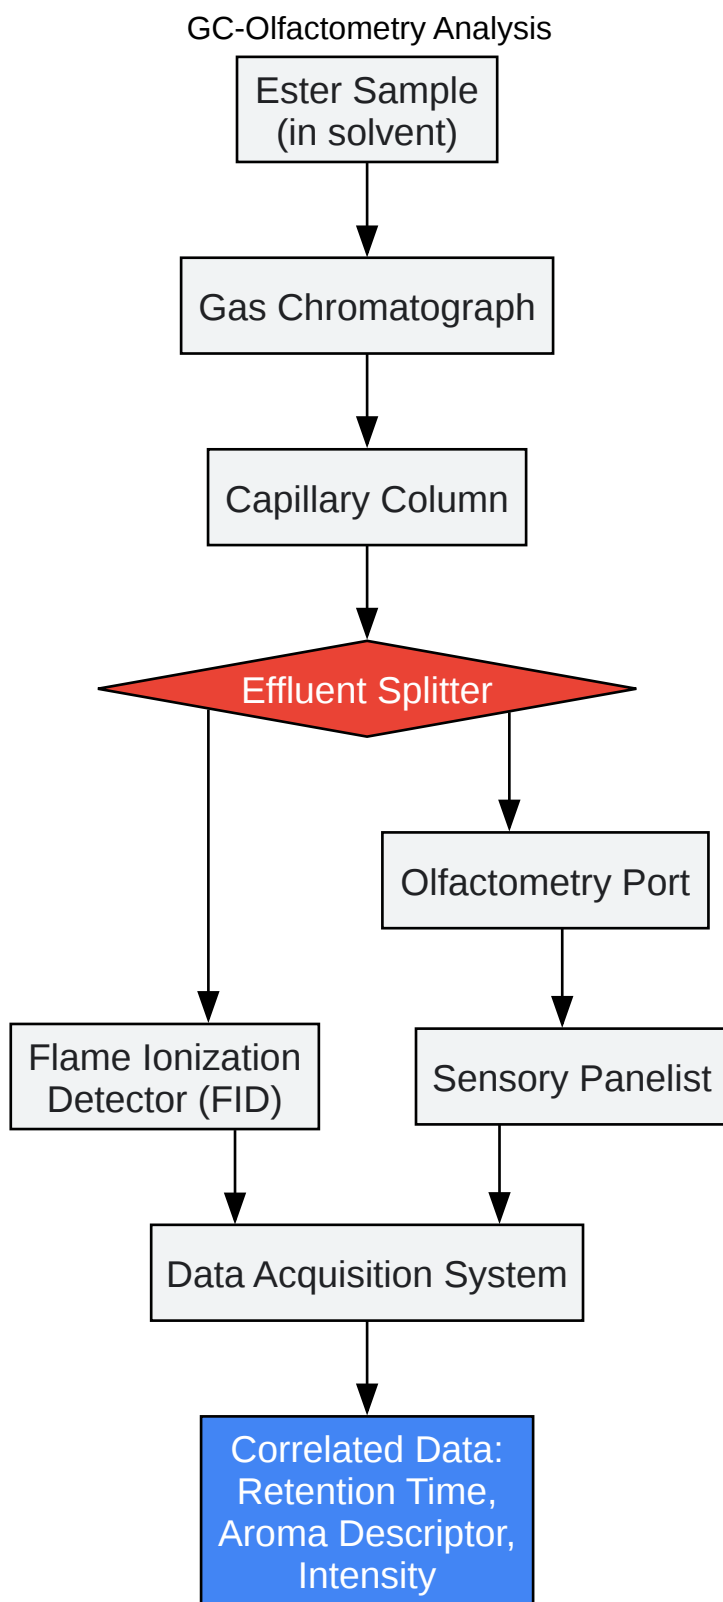 GC-Olfactometry Analysis
Ester Sample
(in solvent)
Gas Chromatograph
Capillary Column
Effluent Splitter
Olfactometry Port
Flame Ionization
Detector (FID)
Sensory Panelist
Data Acquisition System
Correlated Data:
Retention Time,
Aroma Descriptor,
Intensity